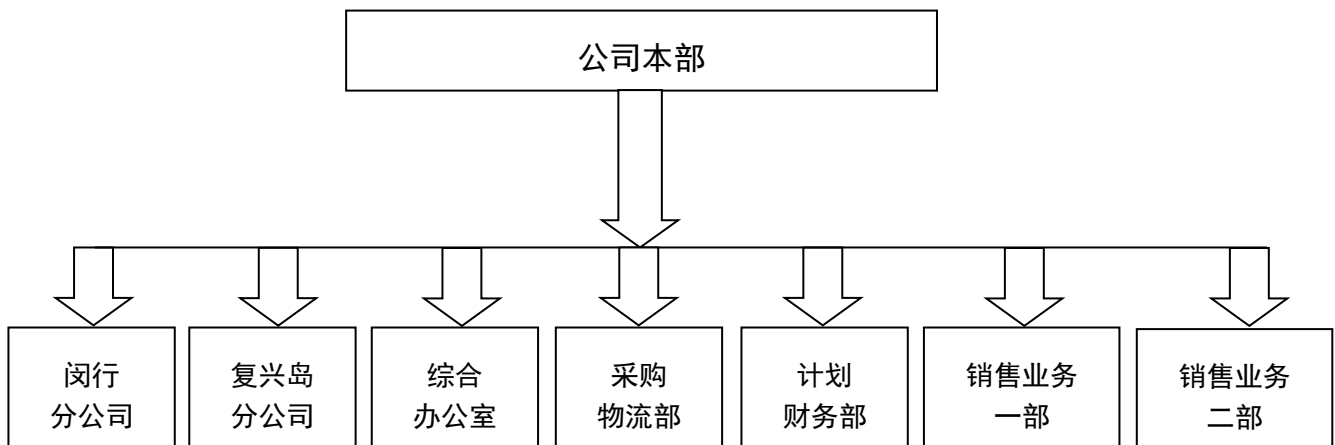 公司本部
闵行
分公司
复兴岛
分公司
综合
办公室
采购
物流部
计划
财务部
销售业务
一部
销售业务
二部